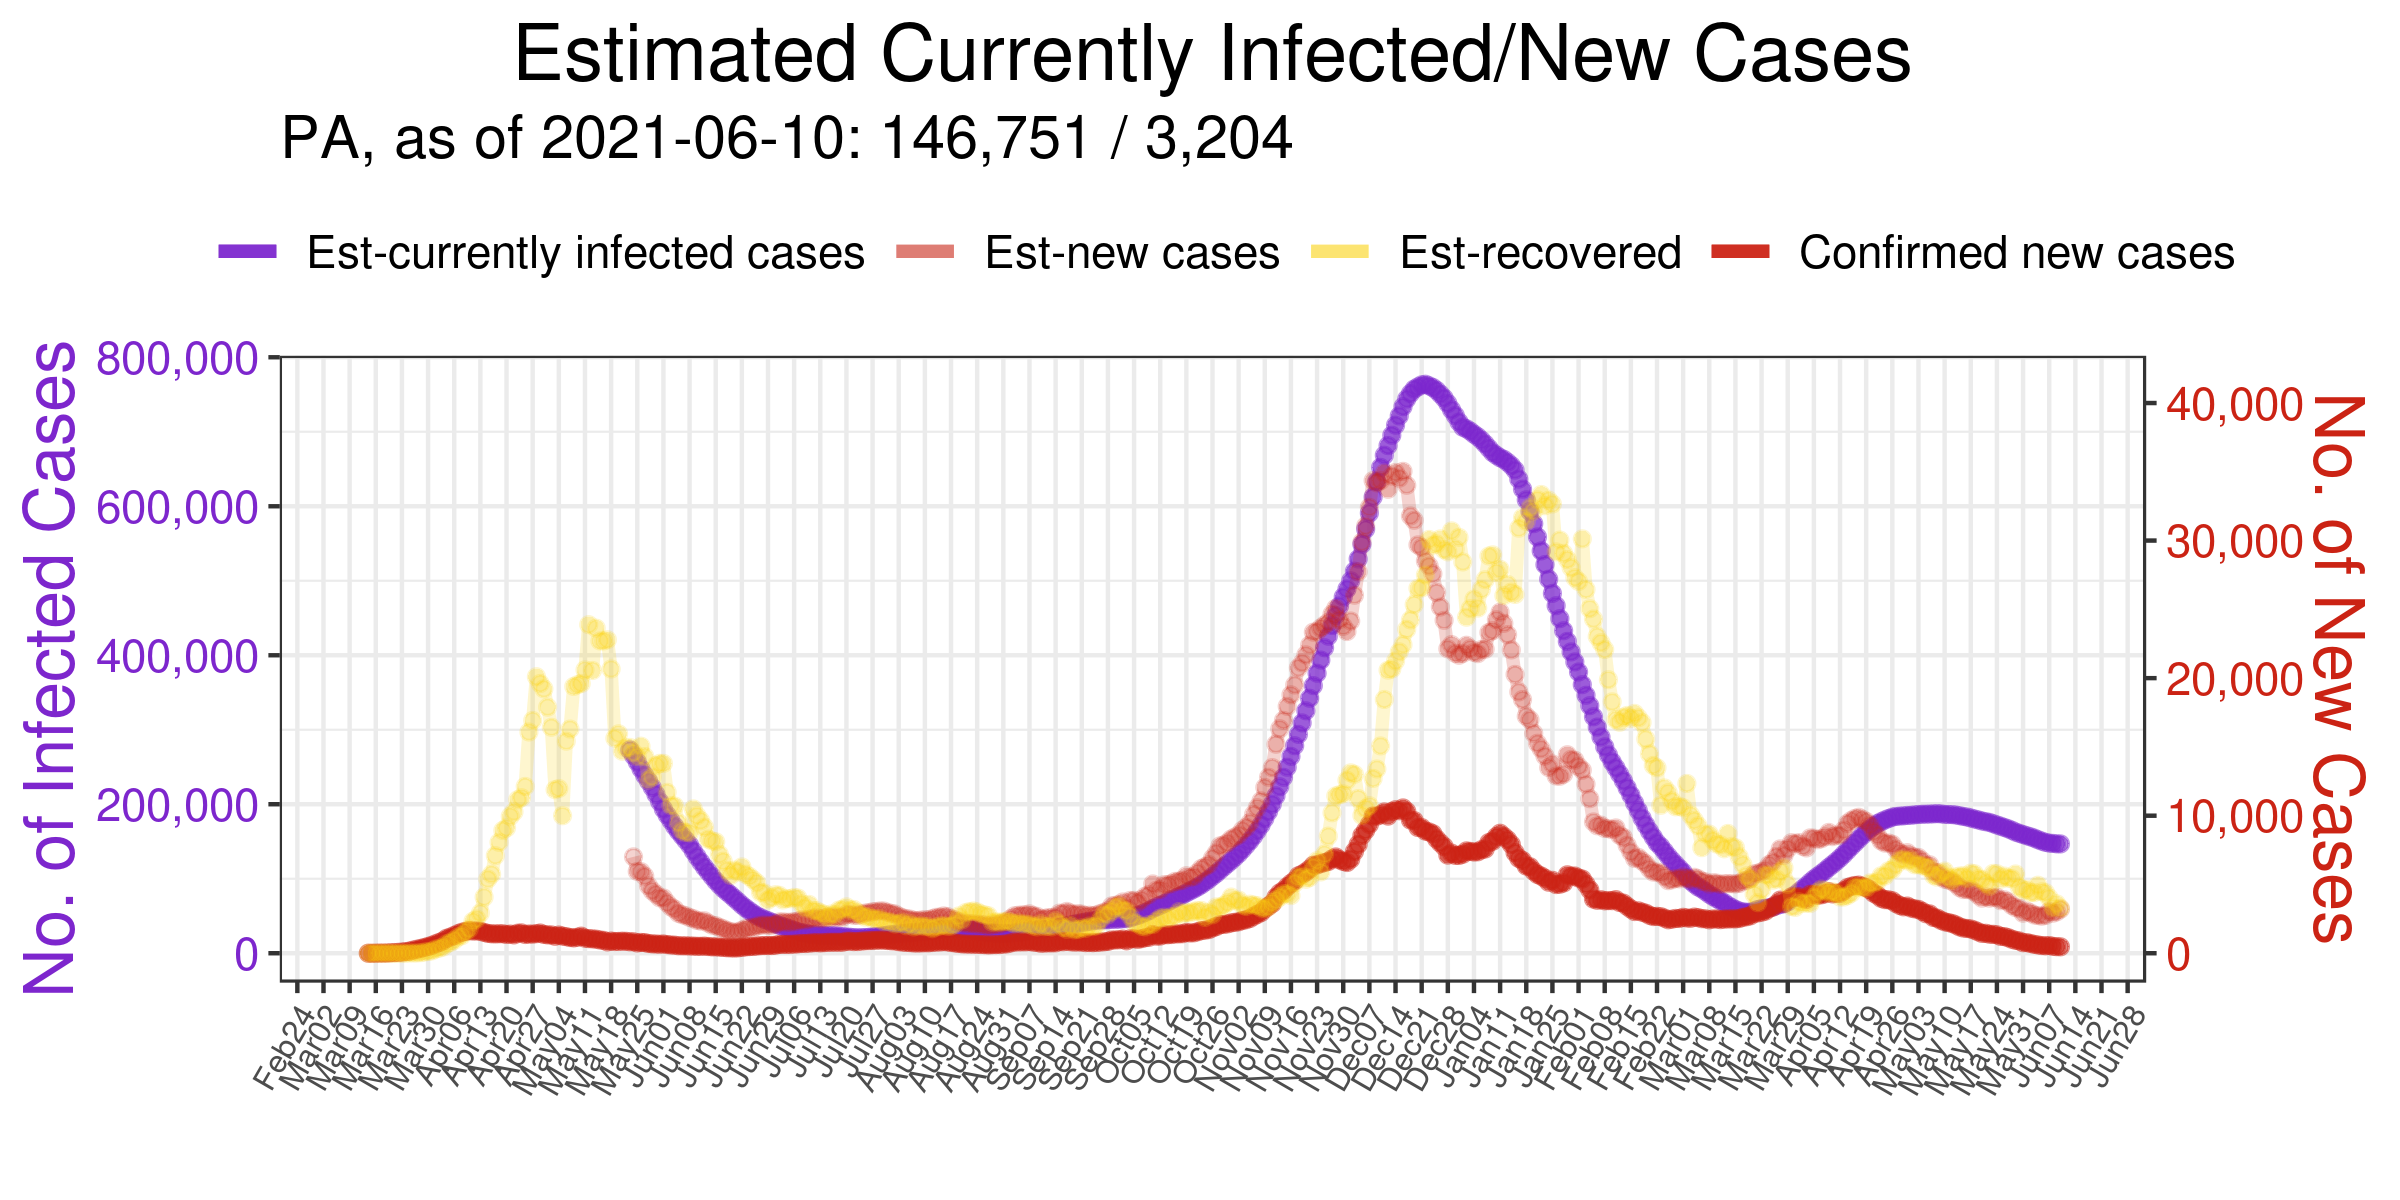 Estimated Currently Infected/New Cases
PA, as of 2021-06-10: 146,751 / 3,204
Est-currently infected cases Est-new cases Est-recovered Confirmed new cases
No. of Infected Cases
800,000
600,000
400,000
200,000
0
40,000
30,000
20,000
10,000
0
No. of New Cases
Feb24
Mar02
Mar09
Mar16
Mar23
Mar30
Apr06
Apr13
Apr20
Apr27
May04
May11
May18
May25
Jun01
Jun08
Jun15
Jun22
Jun29
Jul06
Jul13
Jul20
Jul27
Aug03
Aug10
Aug17
Aug24
Aug31
Sep07
Sep14
Sep21
Sep28
Oct05
Oct12
Oct19
Oct26
Nov02
Nov09
Nov16
Nov23
Nov30
Dec07
Dec14
Dec21
Dec28
Jan04
Jan11
Jan18
Jan25
Feb01
Feb08
Feb15
Feb22
Mar01
Mar08
Mar15
Mar22
Mar29
Apr05
Apr12
Apr19
Apr26
May03
May10
May17
May24
May31
Jun07
Jun14
Jun21
Jun28